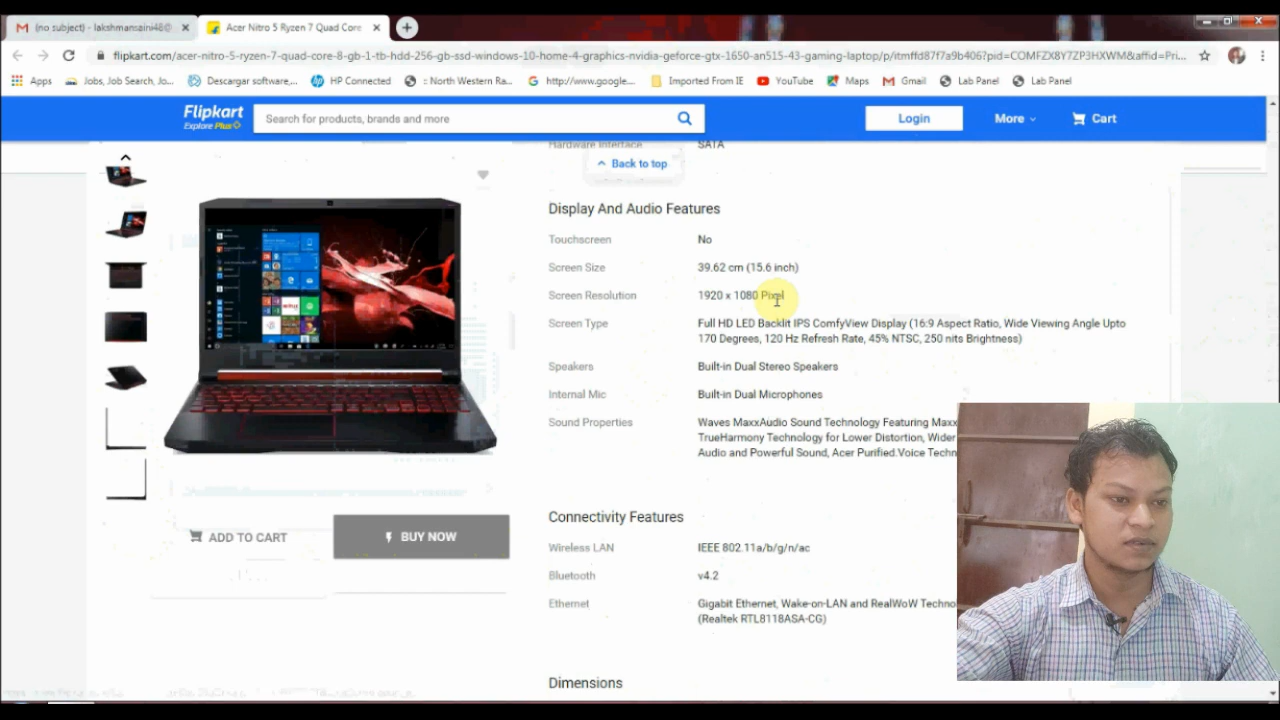 (no subject) - lakshmansaini48@
Acer Nitro 5 Ryzen 7 Quad Core
flipkart.com/acer-nitro-5-ryzen-7-quad-core-8-gb-1-tb-hdd-256-gb-ssd-windows-10-home-4-graphics-nvidia-geforce-gtx-1650-an515-43-gaming-laptop/p/itmffd87f7a9b406?pid=COMFZX8Y7ZP3HXWM&affid=Pri...
Apps
Jobs, Job Search, Jo...
Descargar software,...
HP Connected
:: North Western Ra...
http://www.google....
Imported From IE
YouTube
Maps
Gmail
Lab Panel
Lab Panel
Flipkart
Explore Plus
Search for products, brands and more
Login
More
Cart
Hardware Interface SATA
Back to top
Display And Audio Features
Touchscreen No
Screen Size 39.62 cm (15.6 inch)
Screen Resolution 1920 x 1080 Pixel
Screen Type Full HD LED Backlit IPS ComfyView Display (16:9 Aspect Ratio, Wide Viewing Angle Upto
170 Degrees, 120 Hz Refresh Rate, 45% NTSC, 250 nits Brightness)
Speakers Built-in Dual Stereo Speakers
Internal Mic Built-in Dual Microphones
Sound Properties Waves MaxxAudio Sound Technology Featuring Maxx
TrueHarmony Technology for Lower Distortion, Wider
Audio and Powerful Sound, Acer Purified.Voice Techn
ADD TO CART
BUY NOW
Connectivity Features
Wireless LAN IEEE 802.11a/b/g/n/ac
Bluetooth v4.2
Ethernet Gigabit Ethernet, Wake-on-LAN and RealWoW Techno
(Realtek RTL8118ASA-CG)
Dimensions